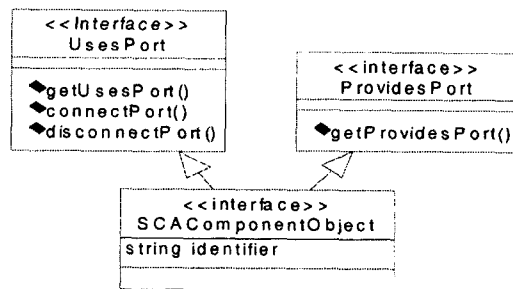 <<Interface>>
UsesPort
getUsesPort()
connectPort()
disconnectPort()
<<interface>>
ProvidesPort
getProvidesPort()
<<interface>>
SCAComponentObject
string identifier